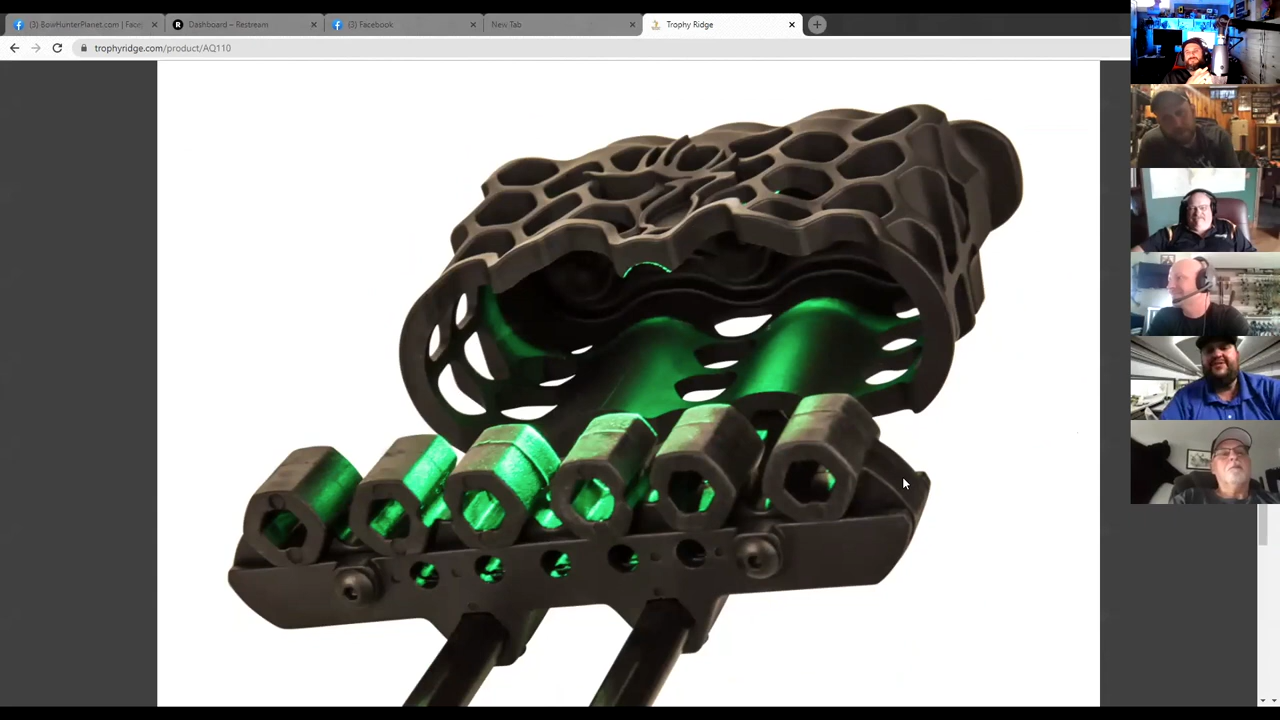 (3) BowHunterPlanet.com | Face
Dashboard – Restream
(3) Facebook
New Tab
Trophy Ridge
trophyridge.com/product/AQ110